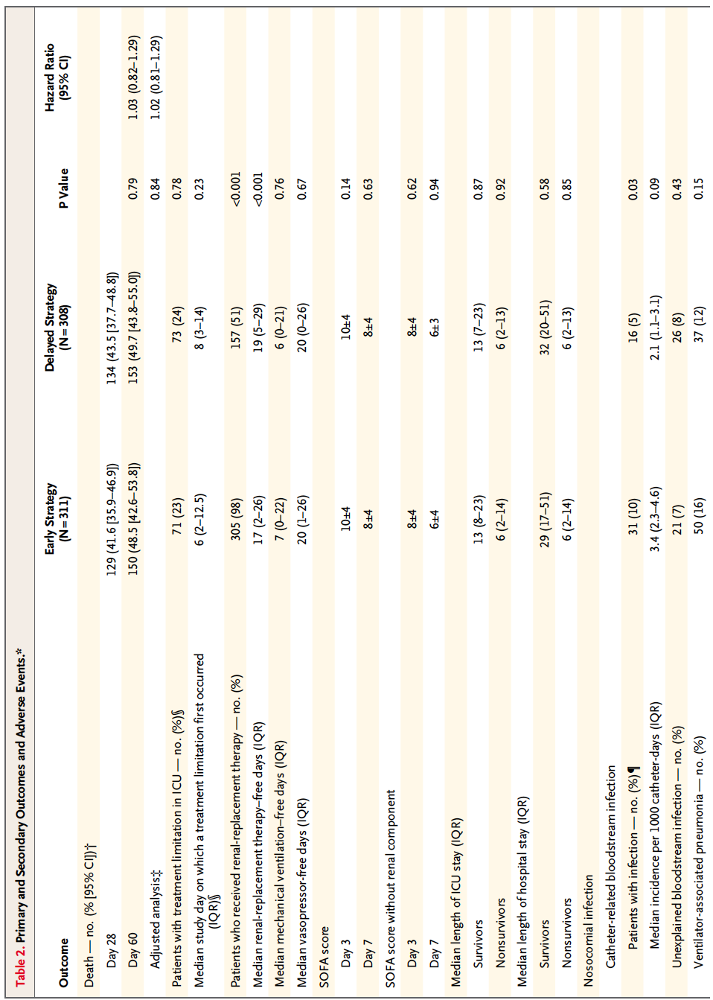 Table 2. Primary and Secondary Outcomes and Adverse Events.*
Outcome Early Strategy (N=311) Delayed Strategy (N=308) P Value Hazard Ratio (95% CI)
Death — no. (% [95% CI])†
Day 28 129 (41.6 [35.9–46.9]) 134 (43.5 [37.7–48.8])
Day 60 150 (48.5 [42.6–53.8]) 153 (49.7 [43.8–55.0]) 0.79 1.03 (0.82–1.29)
Adjusted analysis‡ 0.84 1.02 (0.81–1.29)
Patients with treatment limitation in ICU — no. (%)§ 71 (23) 73 (24) 0.78
Median study day on which a treatment limitation first occurred (IQR)§ 6 (2–12.5) 8 (3–14) 0.23
Patients who received renal-replacement therapy — no. (%) 305 (98) 157 (51) <0.001
Median renal-replacement therapy–free days (IQR) 17 (2–26) 19 (5–29) <0.001
Median mechanical ventilation–free days (IQR) 7 (0–22) 6 (0–21) 0.76
Median vasopressor-free days (IQR) 20 (1–26) 20 (0–26) 0.67
SOFA score
Day 3 10±4 10±4 0.14
Day 7 8±4 8±4 0.63
SOFA score without renal component
Day 3 8±4 8±4 0.62
Day 7 6±4 6±3 0.94
Median length of ICU stay (IQR)
Survivors 13 (8–23) 13 (7–23) 0.87
Nonsurvivors 6 (2–14) 6 (2–13) 0.92
Median length of hospital stay (IQR)
Survivors 29 (17–51) 32 (20–51) 0.58
Nonsurvivors 6 (2–14) 6 (2–13) 0.85
Nosocomial infection
Catheter-related bloodstream infection
Patients with infection — no. (%)¶ 31 (10) 16 (5) 0.03
Median incidence per 1000 catheter-days (IQR) 3.4 (2.3–4.6) 2.1 (1.1–3.1) 0.09
Unexplained bloodstream infection — no. (%) 21 (7) 26 (8) 0.43
Ventilator-associated pneumonia — no. (%) 50 (16) 37 (12) 0.15